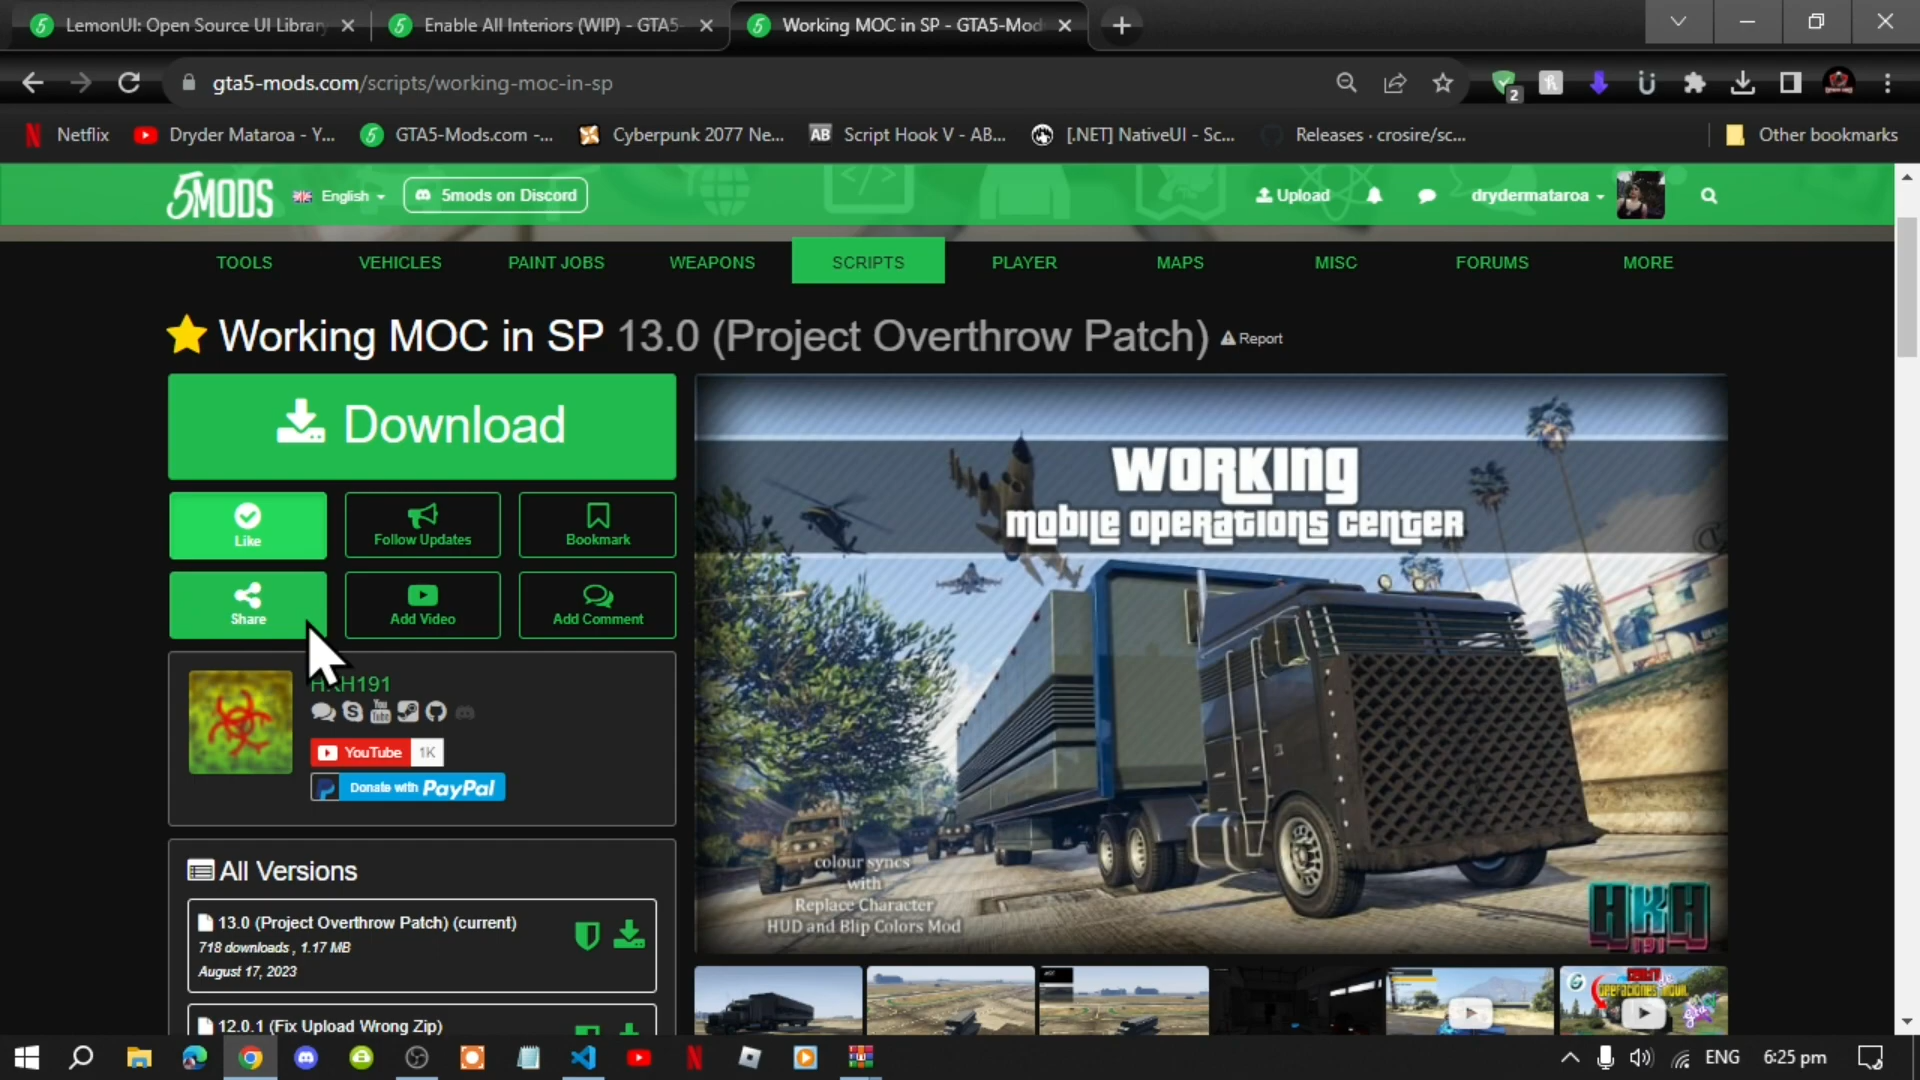 LemonUI: Open Source UI Library
Enable All Interiors (WIP) - GTA5-
Working MOC in SP - GTA5-Mod
gta5-mods.com/scripts/working-moc-in-sp
2
Netflix
Dryder Mataroa - Y...
GTA5-Mods.com -...
Cyberpunk 2077 Ne...
AB
Script Hook V - AB...
[.NET] NativeUI - Sc...
Releases · crosire/sc...
Other bookmarks
5MODS
English
5mods on Discord
Upload
drydermataroa
TOOLS
VEHICLES
PAINT JOBS
WEAPONS
SCRIPTS
PLAYER
MAPS
MISC
FORUMS
MORE
Working MOC in SP 13.0 (Project Overthrow Patch)
Report
Download
Like
Follow Updates
Bookmark
Share
Add Video
Add Comment
HKH191
YouTube 1K
Donate with PayPal
All Versions
13.0 (Project Overthrow Patch) (current)
718 downloads , 1.17 MB
August 17, 2023
12.0.1 (Fix Upload Wrong Zip)
WORKING
mobile operations center
colour syncs
with
Replace Character
HUD and Blip Colors Mod
HKH
191
ENG
6:25 pm